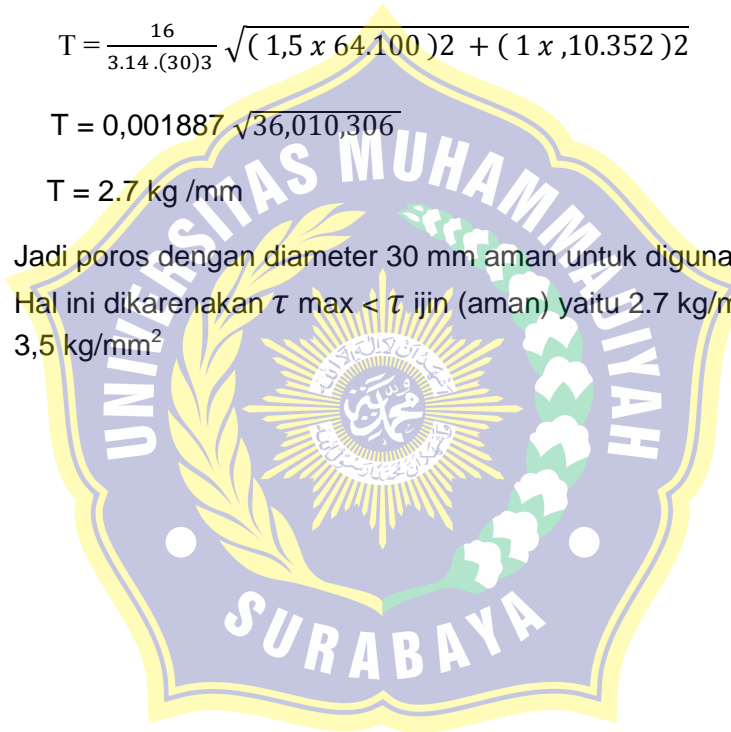 T = 16 / 3.14 .(30)3 √( 1,5 x 64.100 )2 + ( 1 x ,10.352 )2
T = 0,001887 √36,010,306
T = 2.7 kg /mm
Jadi poros dengan diameter 30 mm aman untuk diguna
Hal ini dikarenakan τ max < τ ijin (aman) yaitu 2.7 kg/m
3,5 kg/mm²
UNIVERSITAS MUHAMMADIYAH
SURABAYA